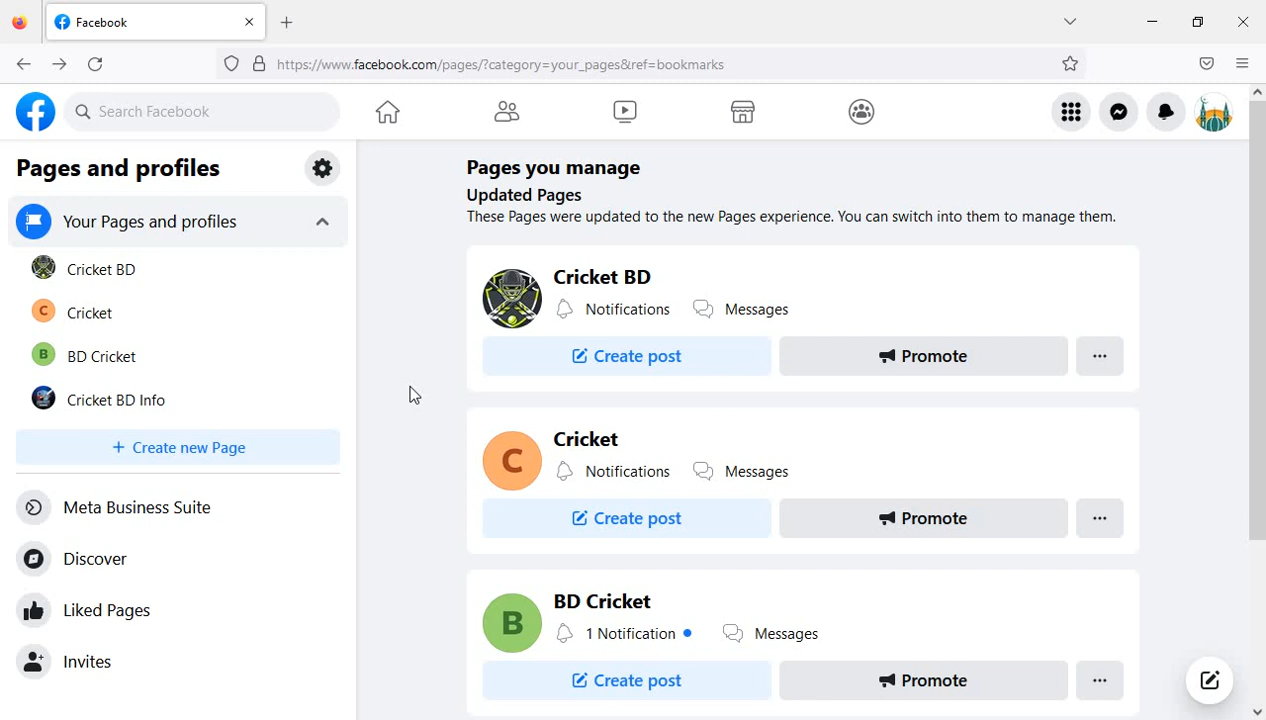 Facebook
https://www.facebook.com/pages/?category=your_pages&ref=bookmarks
Search Facebook
Pages and profiles
Your Pages and profiles
Cricket BD
C Cricket
B BD Cricket
Cricket BD Info
+ Create new Page
Meta Business Suite
Discover
Liked Pages
Invites
Pages you manage
Updated Pages
These Pages were updated to the new Pages experience. You can switch into them to manage them.
Cricket BD
Notifications Messages
Create post Promote ...
C
Cricket
Notifications Messages
Create post Promote ...
B
BD Cricket
1 Notification Messages
Create post Promote ...